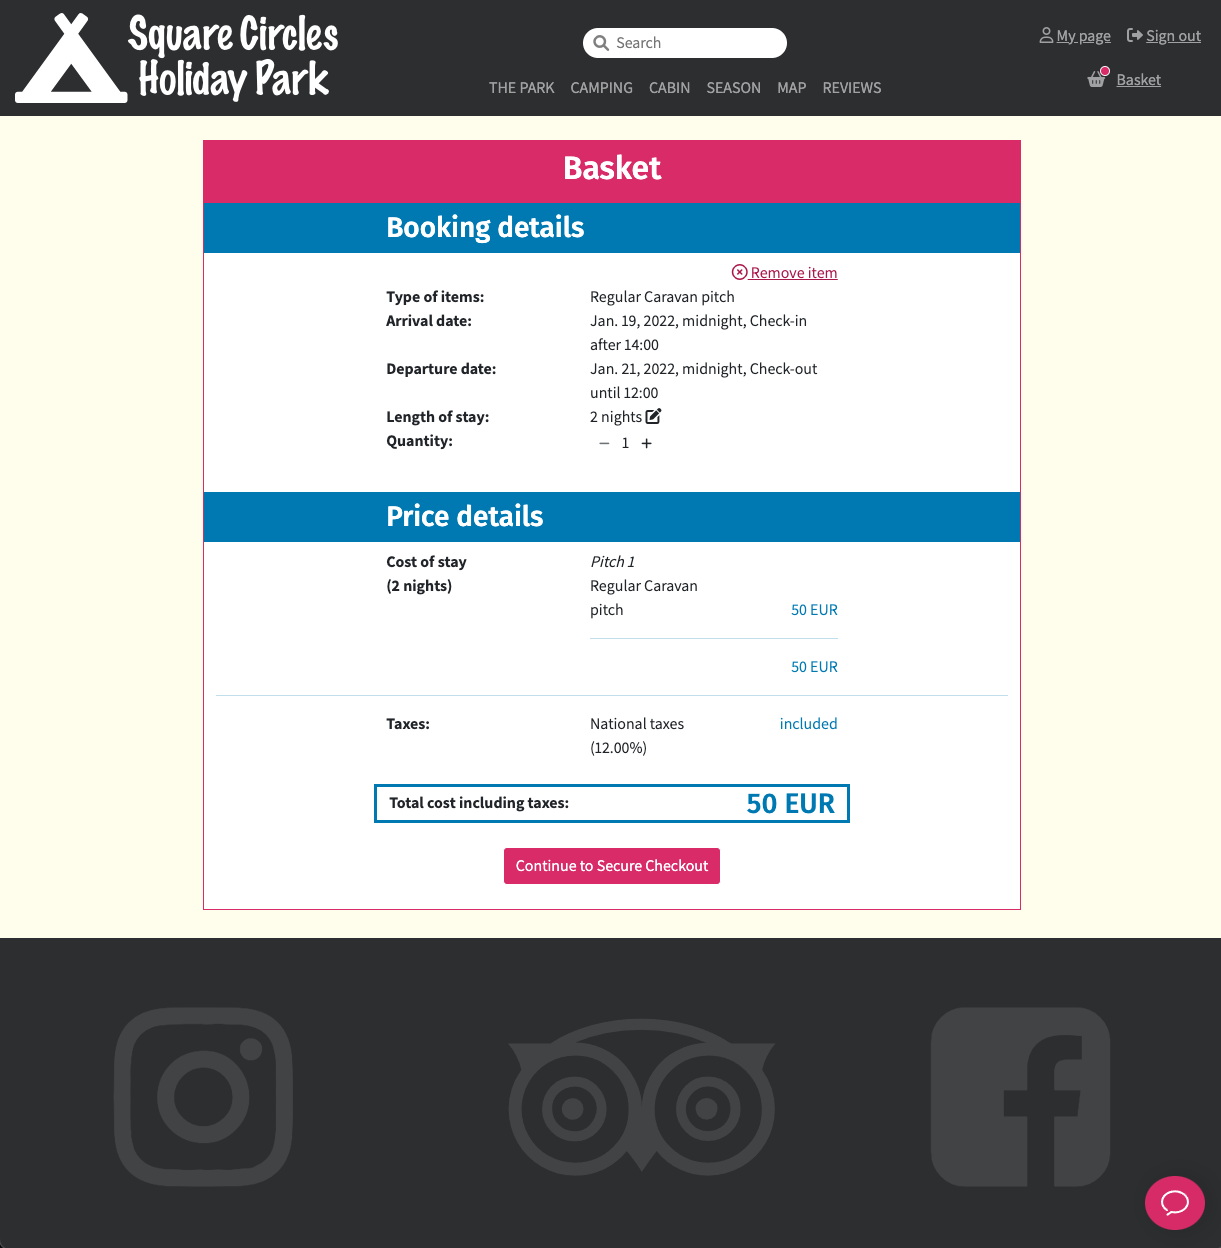 Square Circles
Holiday Park
Search
My page
Sign out
Basket
THE PARK
CAMPING
CABIN
SEASON
MAP
REVIEWS
Basket
Booking details
Remove item
Type of items:
Regular Caravan pitch
Arrival date:
Jan. 19, 2022, midnight, Check-in
after 14:00
Departure date:
Jan. 21, 2022, midnight, Check-out
until 12:00
Length of stay:
2 nights
Quantity:
− 1 +
Price details
Cost of stay
(2 nights)
Pitch 1
Regular Caravan
pitch
50 EUR
50 EUR
Taxes:
National taxes
(12.00%)
included
Total cost including taxes:
50 EUR
Continue to Secure Checkout